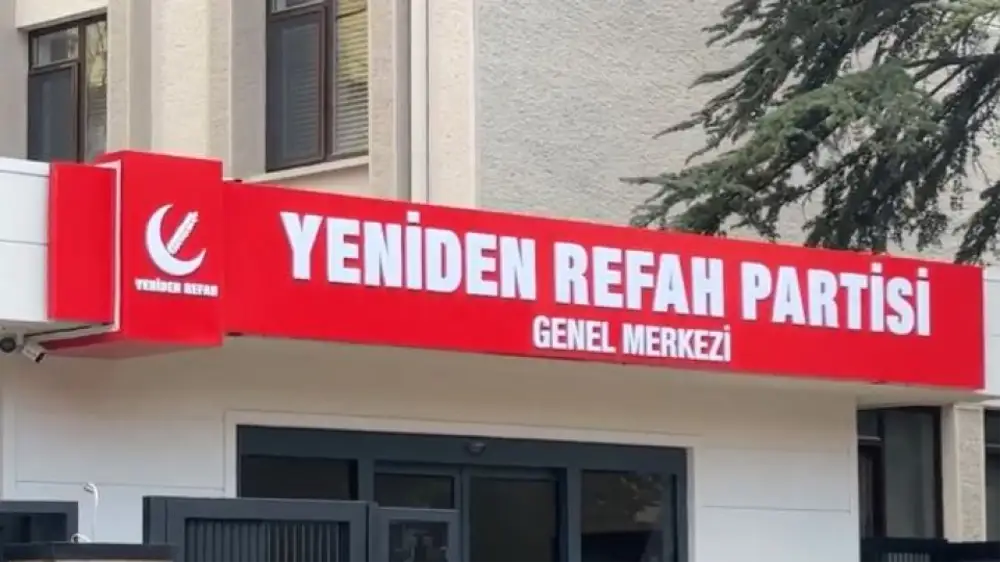 YENİDEN REFAH
YENİDEN REFAH PARTİSİ
GENEL MERKEZİ